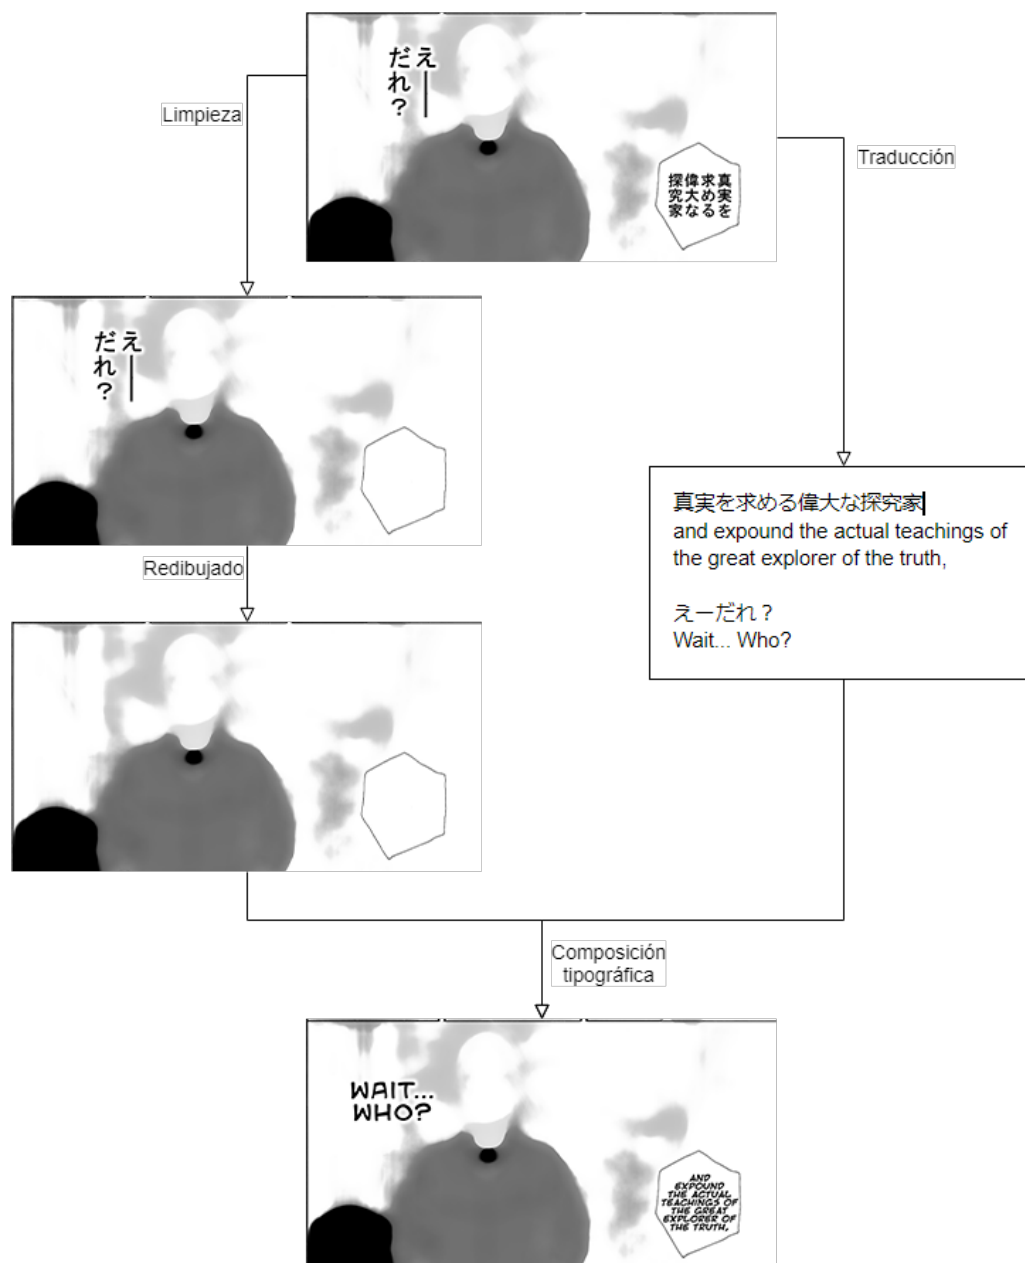 えー
だれ？
Limpieza
Traducción
真実を
求める
偉大な
探究家
えー
だれ？
真実を求める偉大な探究家
and expound the actual teachings of
the great explorer of the truth,
えーだれ？
Wait... Who?
Redibujado
Composición
tipográfica
WAIT...
WHO?
AND
EXPOUND
THE ACTUAL
TEACHINGS OF
THE GREAT
EXPLORER OF
THE TRUTH,